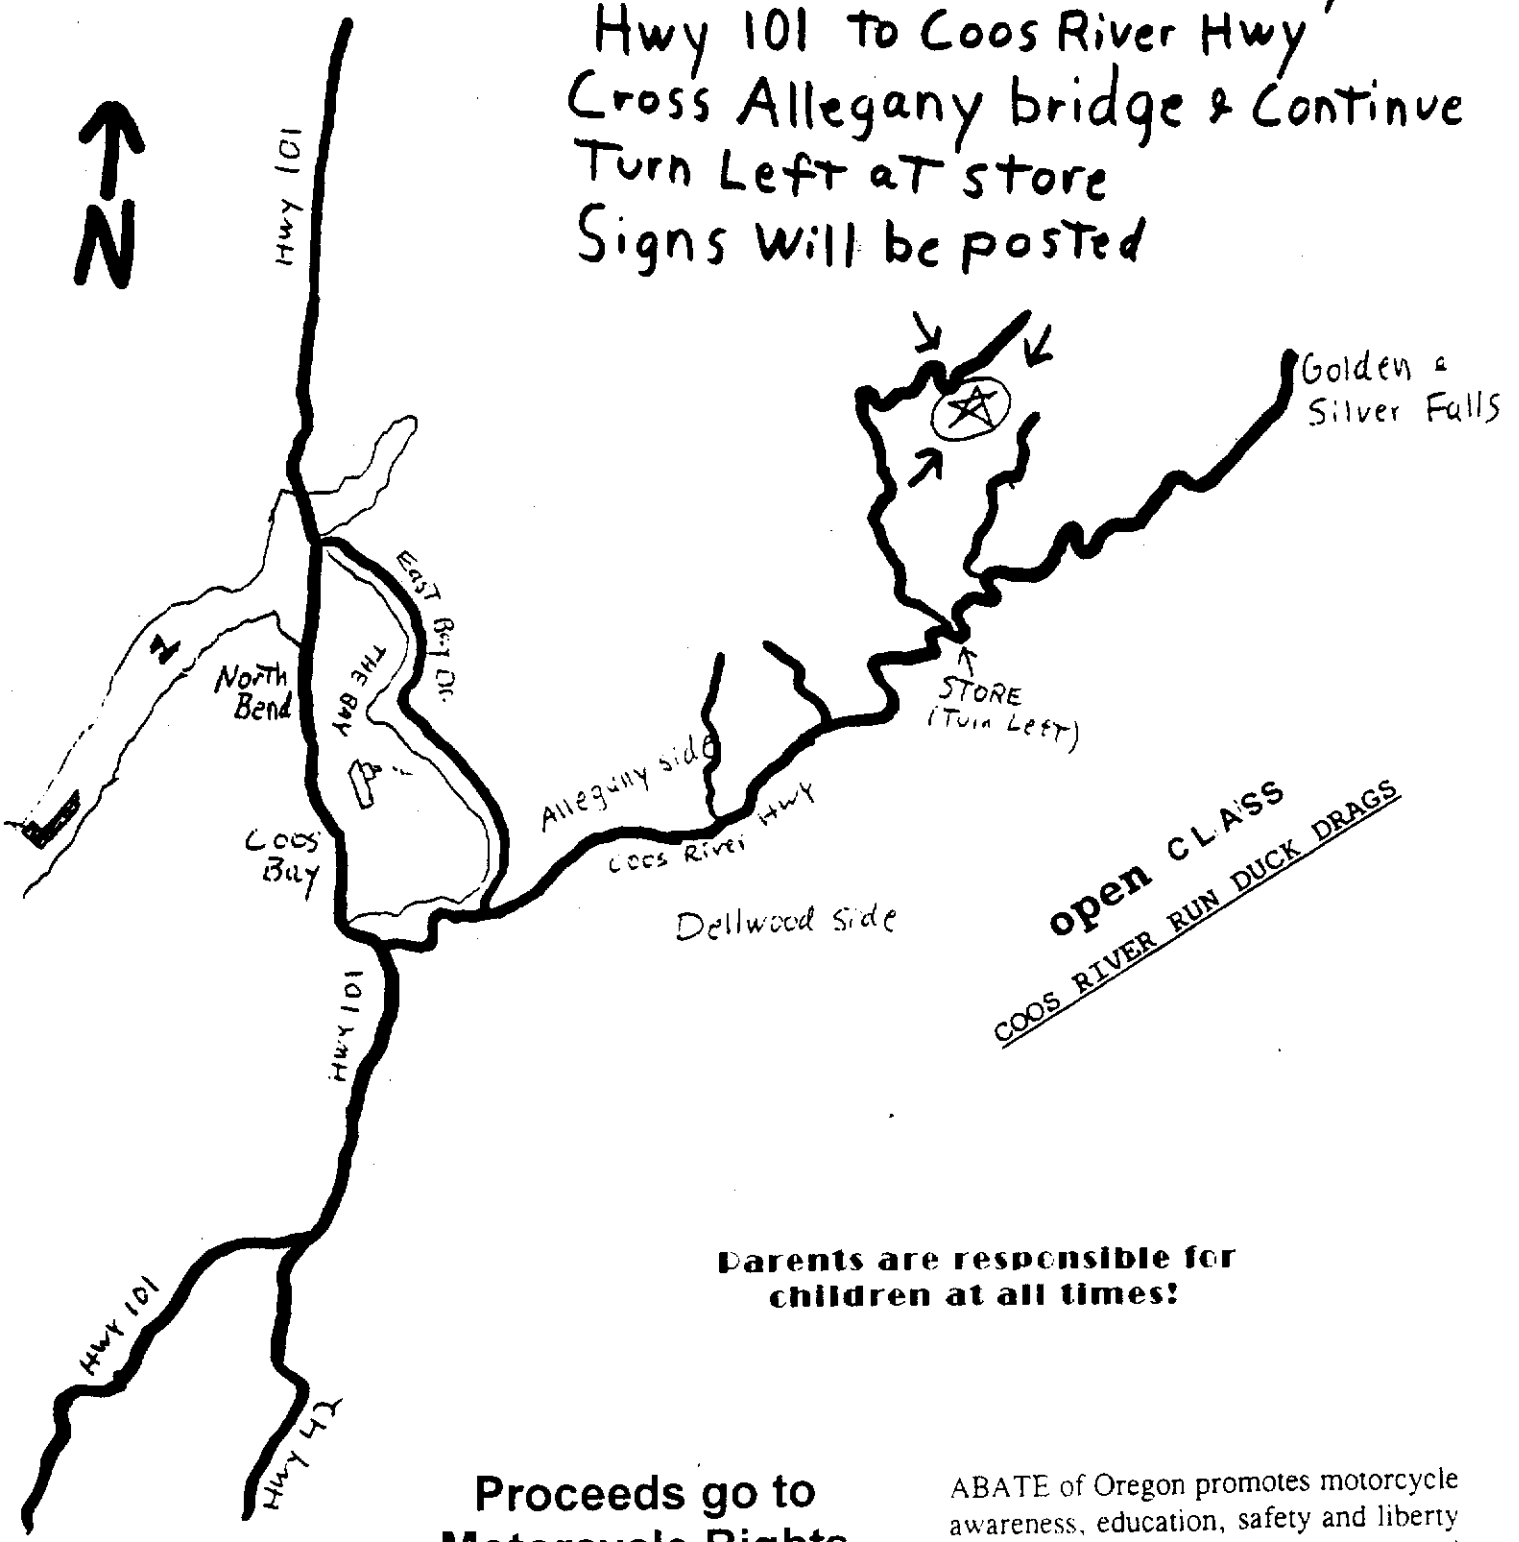 Hwy 101 to Coos River Hwy
Cross Allegany bridge & Continue
Turn Left at store
Signs Will be posted
N
Hwy 101
Golden &
Silver Falls
East Bay Dr.
THE BAY
North
Bend
STORE
(Turn Left)
Allegany side
Coos River Hwy
Coos
Bay
Dellwood Side
open CLASS
COOS RIVER RUN DUCK DRAGS
Hwy 101
Parents are responsible for
children at all times!
Hwy 101
Hwy 42
Proceeds go to
Motorcycle Rights
ABATE of Oregon promotes motorcycle
awareness, education, safety and liberty